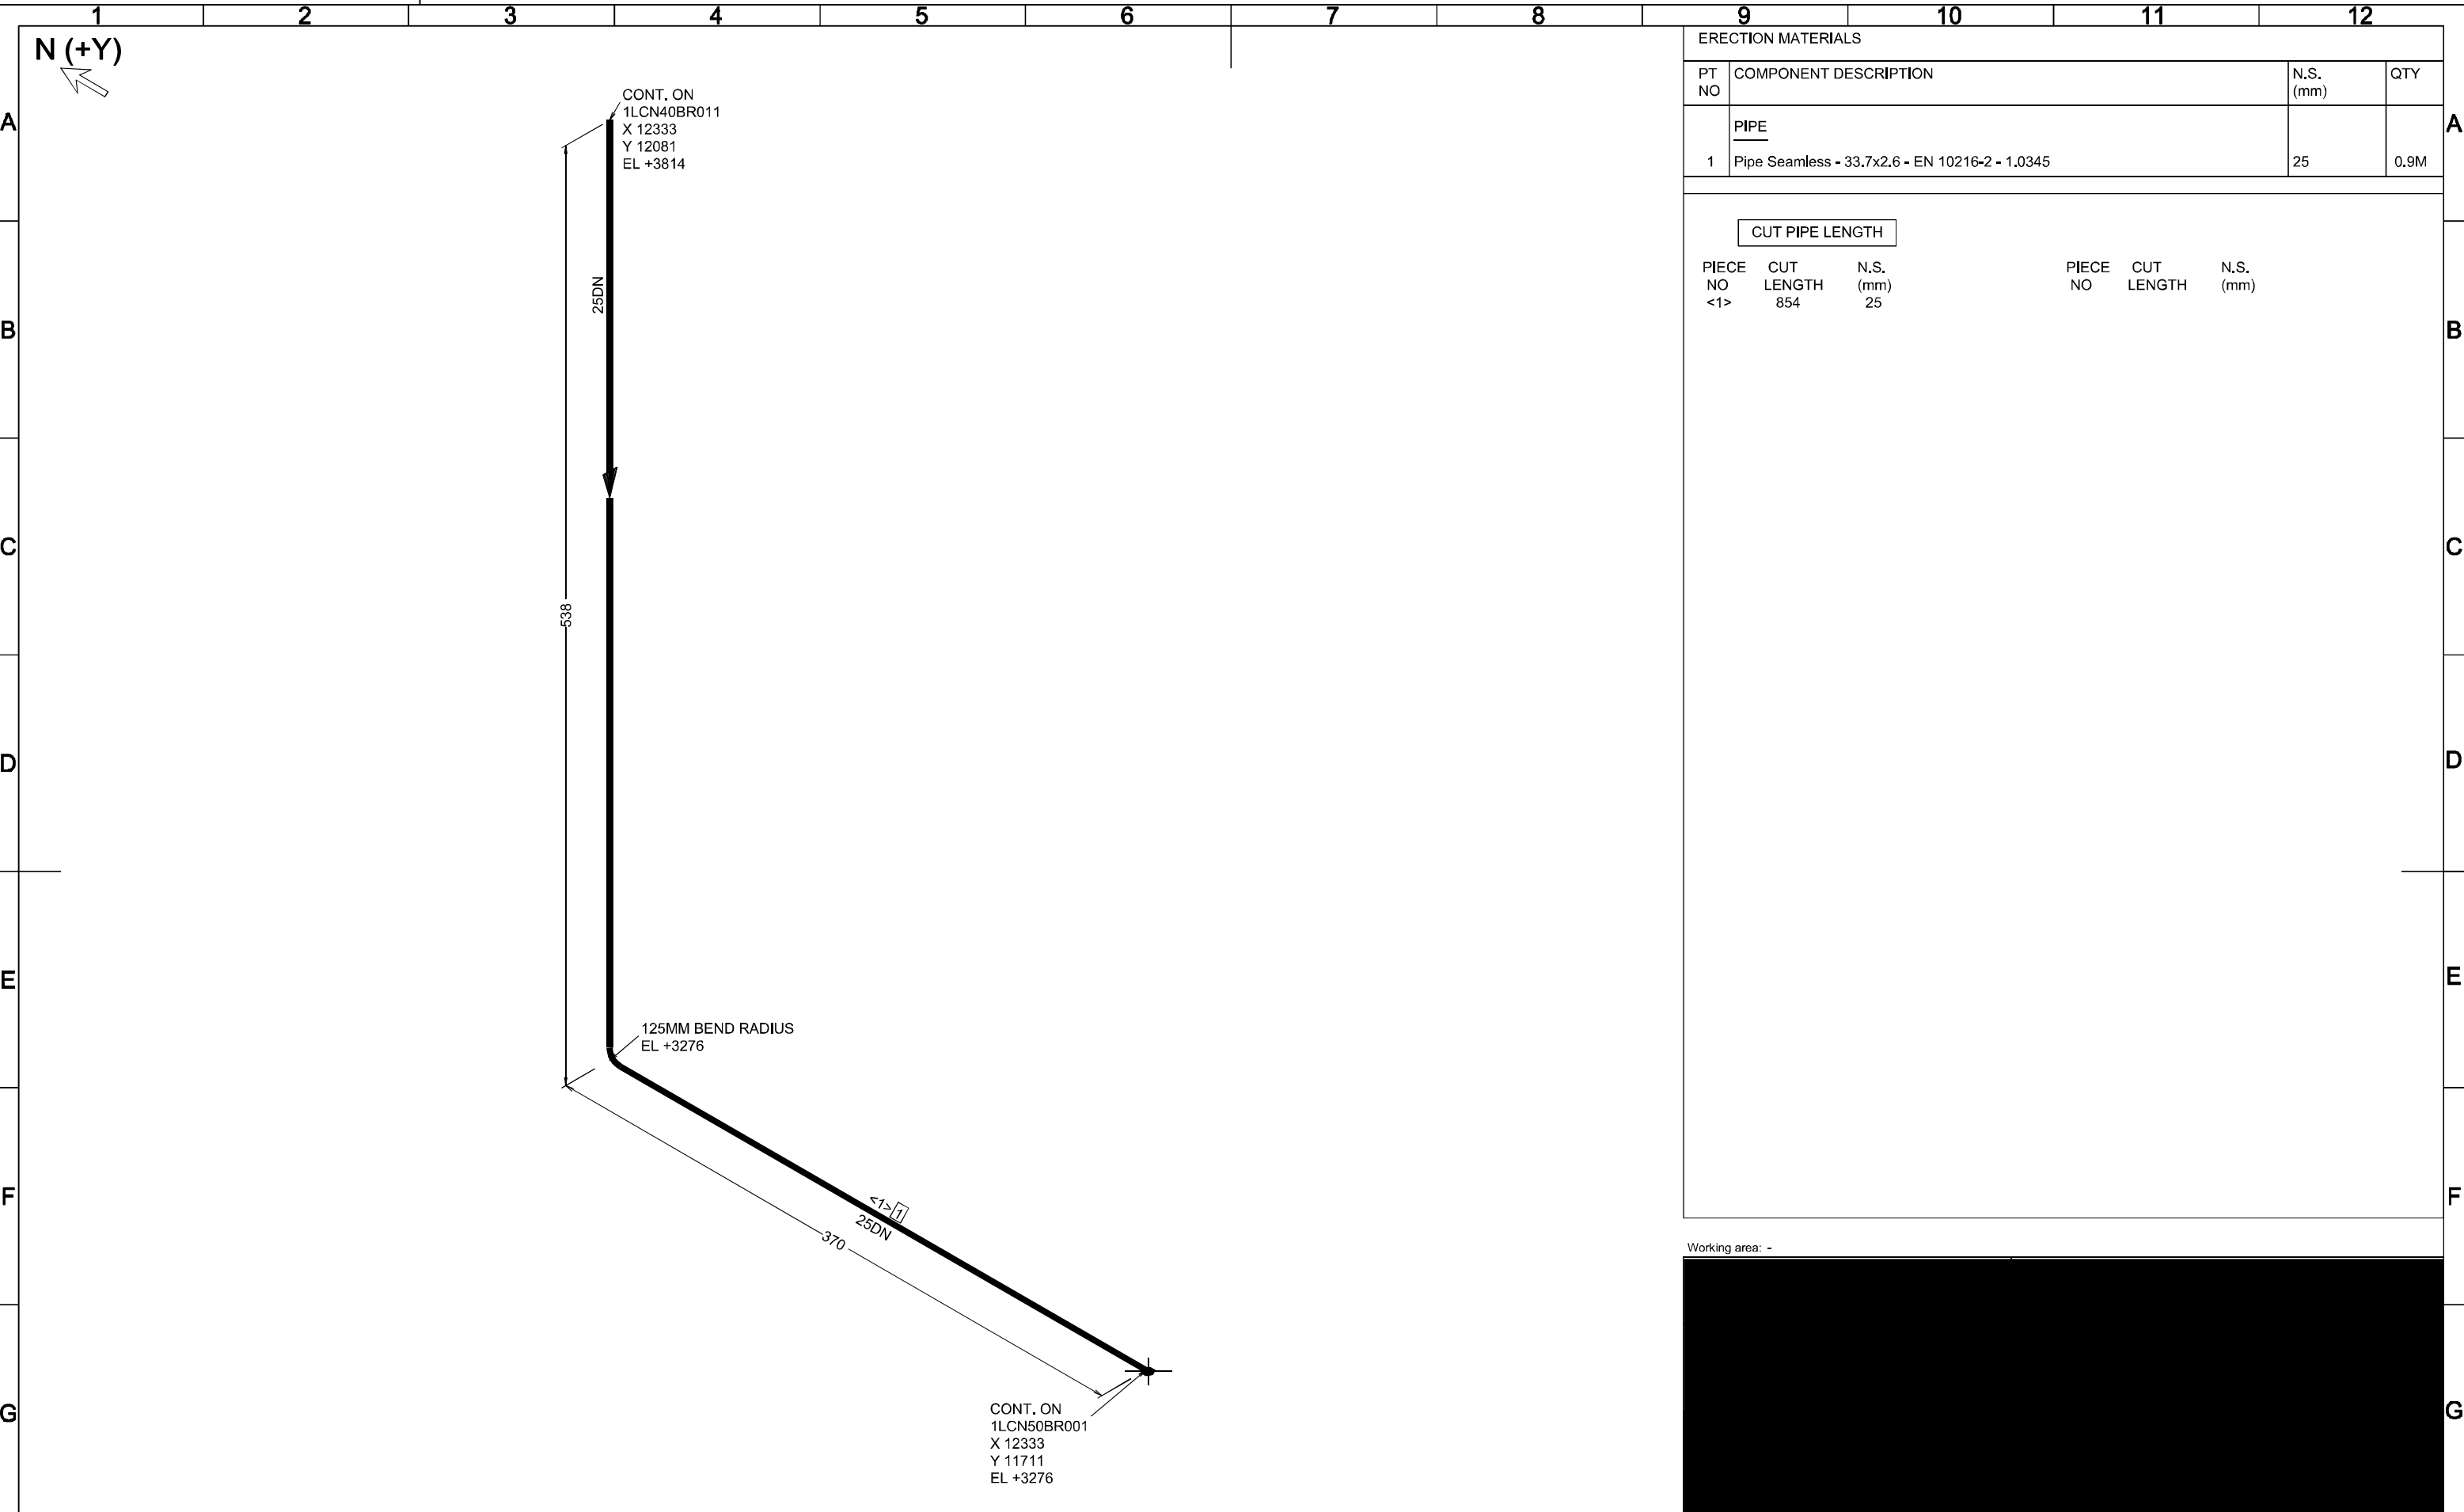 1 2 3 4 5 6 7 8 9 10 11 12
N (+Y)
A
B
C
D
E
F
G
CONT. ON
1LCN40BR011
X 12333
Y 12081
EL +3814
25DN
538
125MM BEND RADIUS
EL +3276
<1> 1
25DN
370
CONT. ON
1LCN50BR001
X 12333
Y 11711
EL +3276
ERECTION MATERIALS
PT COMPONENT DESCRIPTION N.S. QTY
NO (mm)
PIPE
1 Pipe Seamless - 33.7x2.6 - EN 10216-2 - 1.0345 25 0.9M
CUT PIPE LENGTH
PIECE CUT N.S. PIECE CUT N.S.
NO LENGTH (mm) NO LENGTH (mm)
<1> 854 25
Working area: -
A
B
C
D
E
F
G